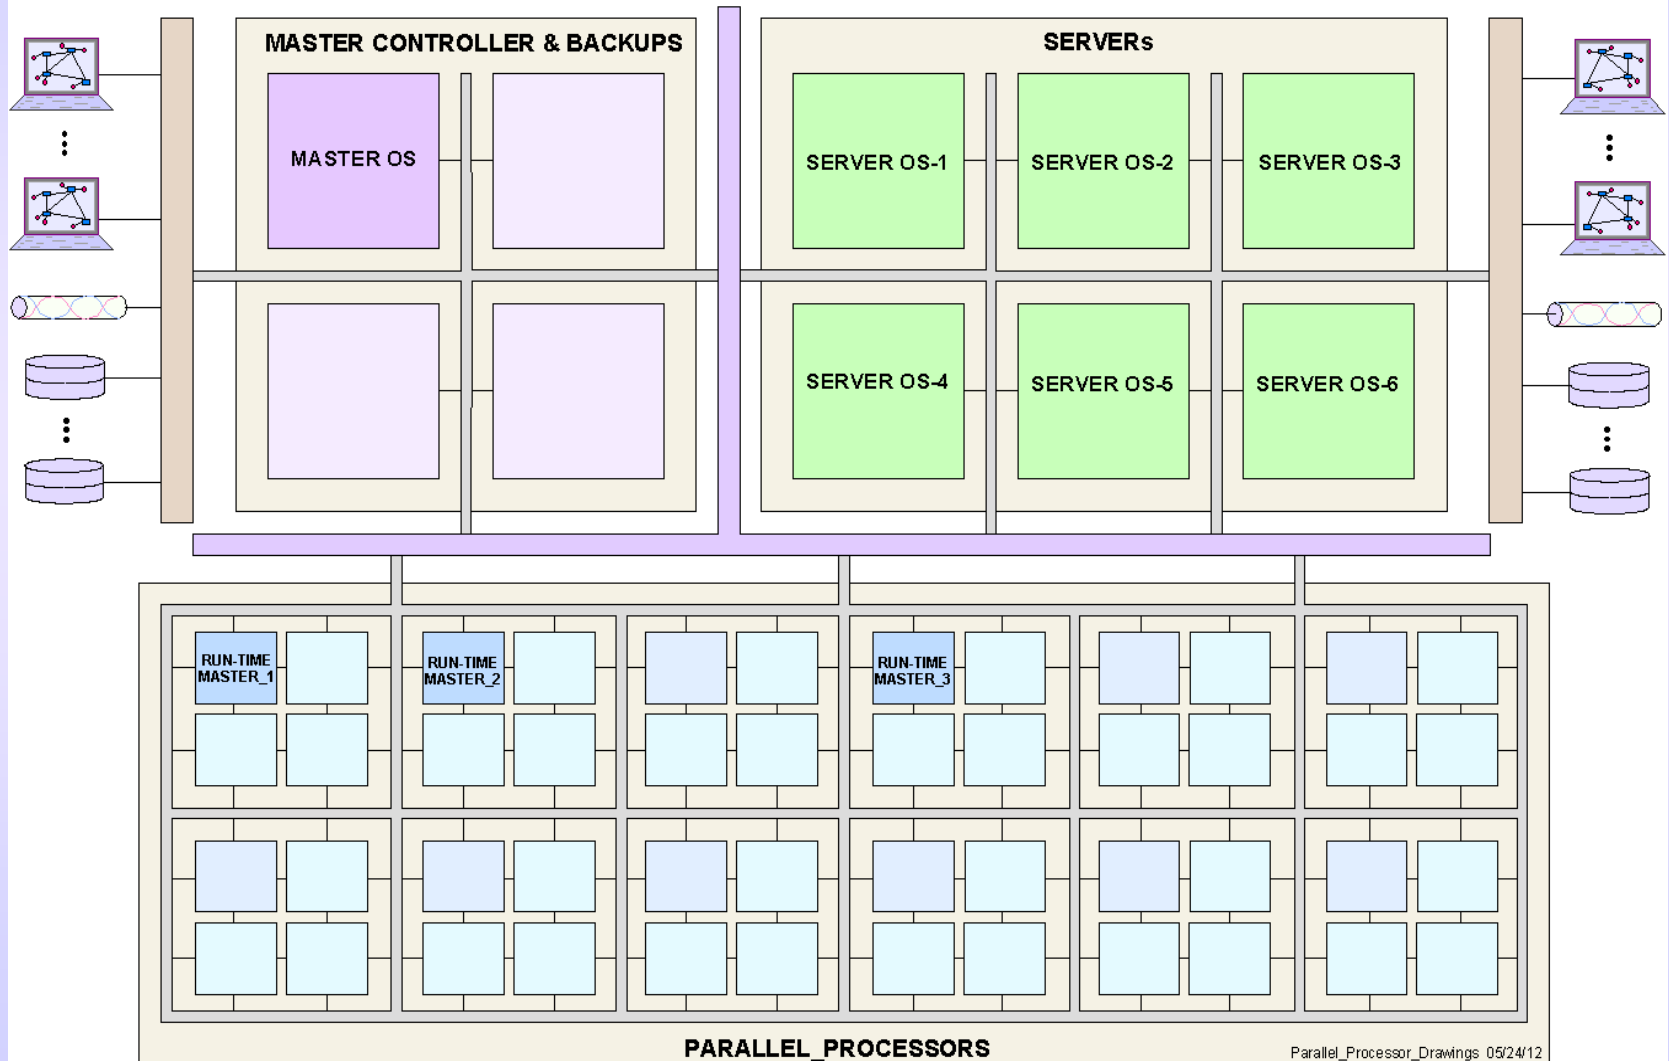 MASTER CONTROLLER & BACKUPS
SERVERs
MASTER OS
SERVER OS-1
SERVER OS-2
SERVER OS-3
SERVER OS-4
SERVER OS-5
SERVER OS-6
RUN-TIME
MASTER_1
RUN-TIME
MASTER_2
RUN-TIME
MASTER_3
PARALLEL_PROCESSORS
Parallel_Processor_Drawings 05/24/12